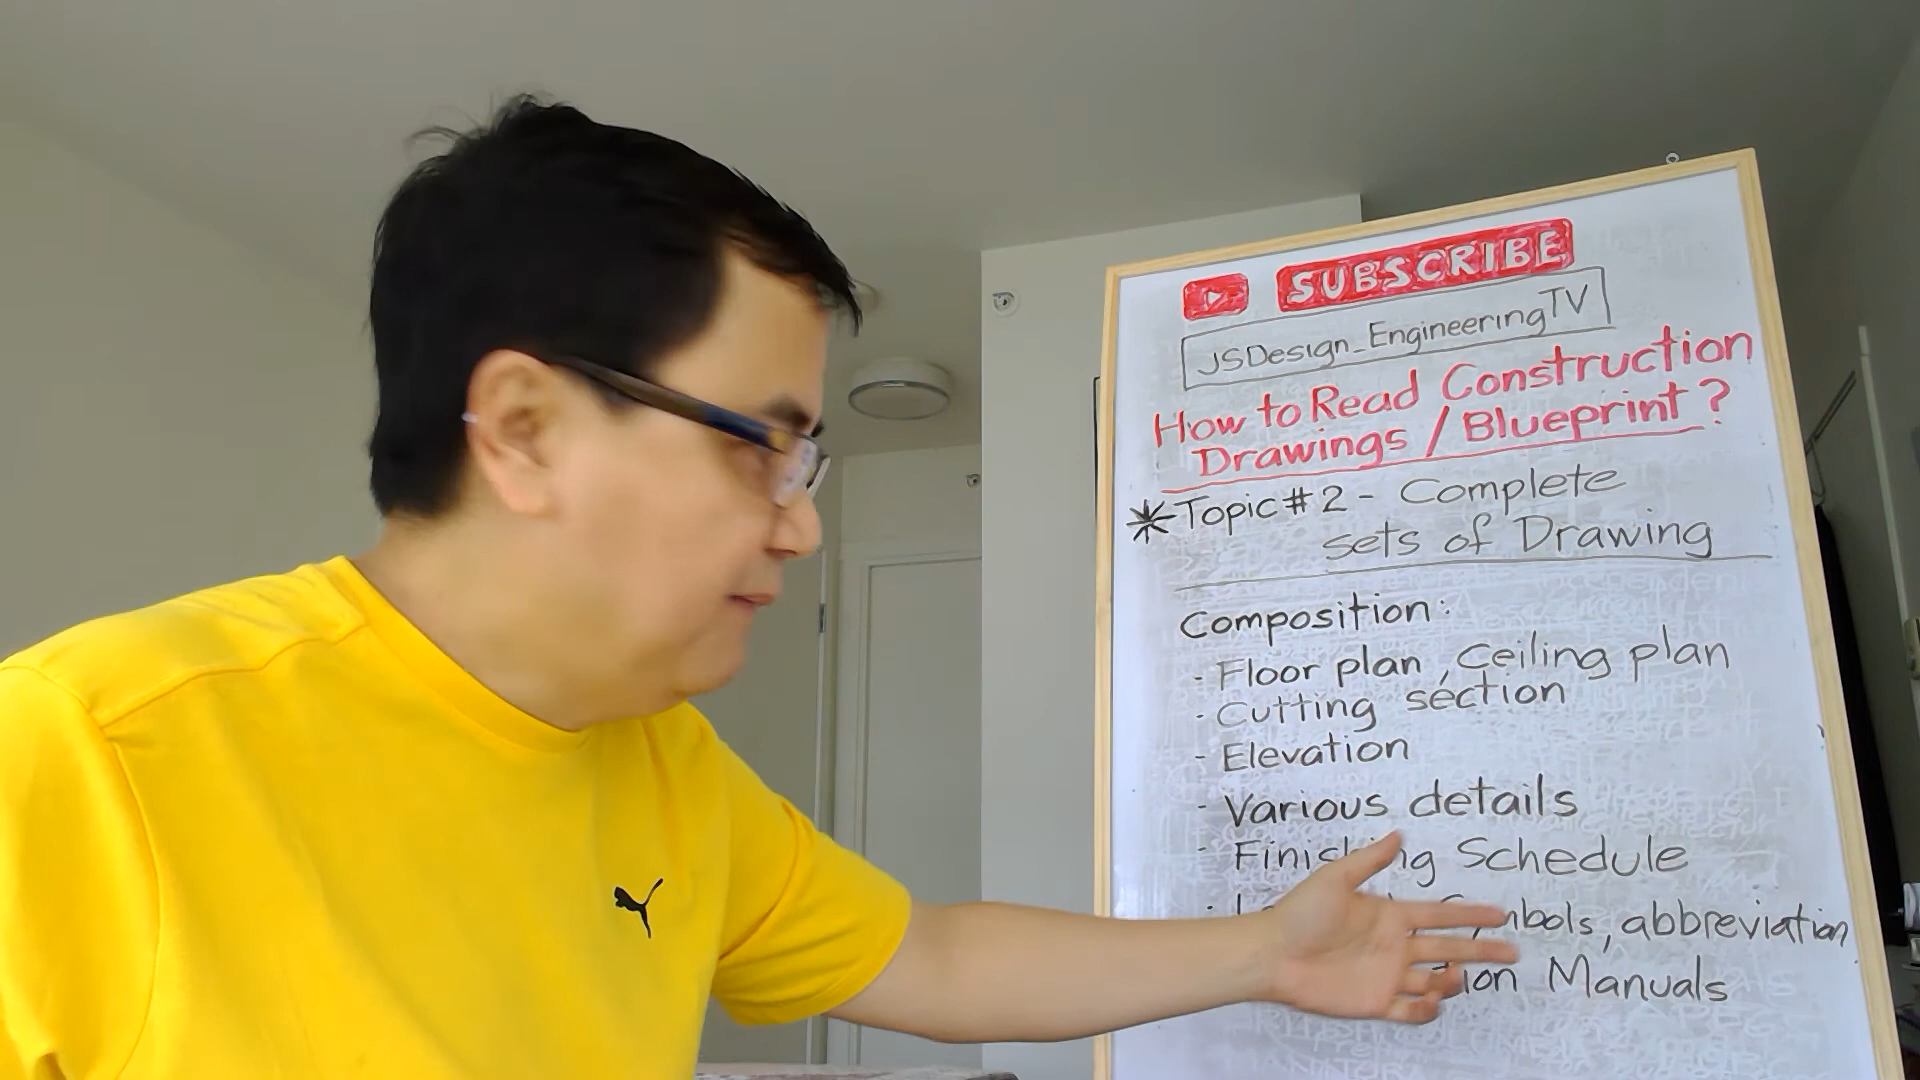 SUBSCRIBE
JSDesign_EngineeringTV
How to Read Construction
Drawings / Blueprint?
Topic #2 - Complete
sets of Drawing
Composition:
- Floor plan, Ceiling plan
- Cutting section
- Elevation
- Various details
- Finishing Schedule
abbreviation
Manuals